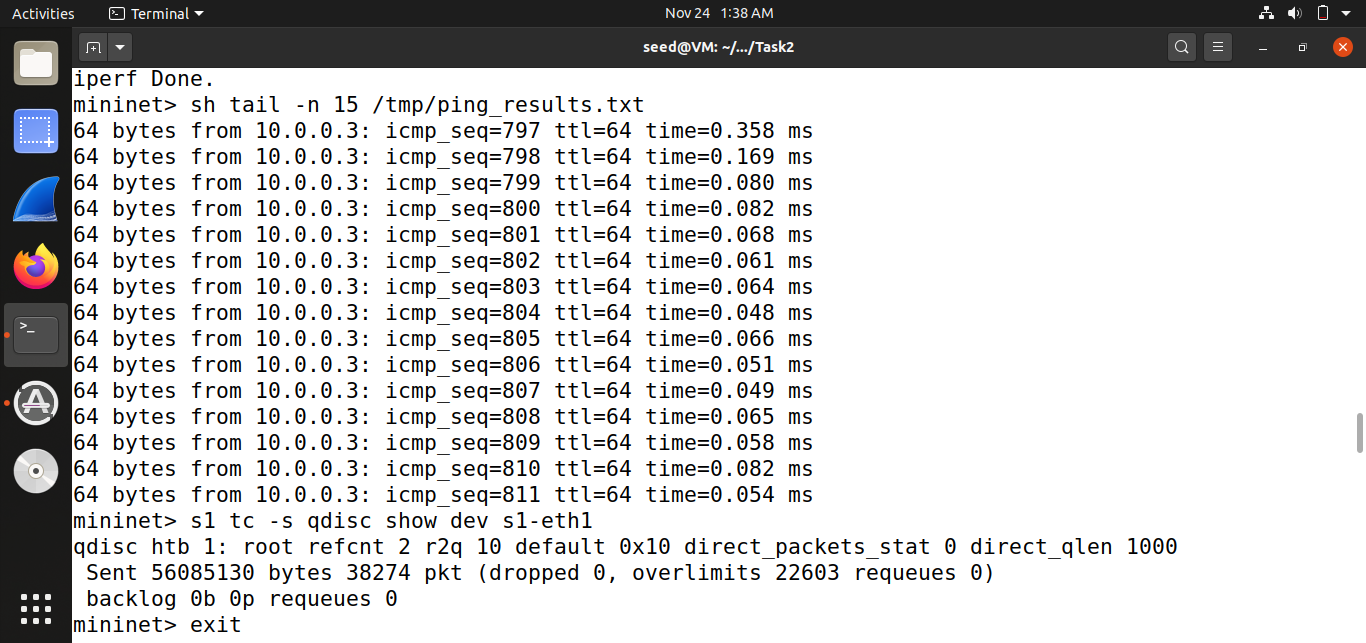 Activities
Terminal
Nov 24 1:38 AM
seed@VM: ~/.../Task2
iperf Done.
mininet> sh tail -n 15 /tmp/ping_results.txt
64 bytes from 10.0.0.3: icmp_seq=797 ttl=64 time=0.358 ms
64 bytes from 10.0.0.3: icmp_seq=798 ttl=64 time=0.169 ms
64 bytes from 10.0.0.3: icmp_seq=799 ttl=64 time=0.080 ms
64 bytes from 10.0.0.3: icmp_seq=800 ttl=64 time=0.082 ms
64 bytes from 10.0.0.3: icmp_seq=801 ttl=64 time=0.068 ms
64 bytes from 10.0.0.3: icmp_seq=802 ttl=64 time=0.061 ms
64 bytes from 10.0.0.3: icmp_seq=803 ttl=64 time=0.064 ms
64 bytes from 10.0.0.3: icmp_seq=804 ttl=64 time=0.048 ms
64 bytes from 10.0.0.3: icmp_seq=805 ttl=64 time=0.066 ms
64 bytes from 10.0.0.3: icmp_seq=806 ttl=64 time=0.051 ms
64 bytes from 10.0.0.3: icmp_seq=807 ttl=64 time=0.049 ms
64 bytes from 10.0.0.3: icmp_seq=808 ttl=64 time=0.065 ms
64 bytes from 10.0.0.3: icmp_seq=809 ttl=64 time=0.058 ms
64 bytes from 10.0.0.3: icmp_seq=810 ttl=64 time=0.082 ms
64 bytes from 10.0.0.3: icmp_seq=811 ttl=64 time=0.054 ms
mininet> s1 tc -s qdisc show dev s1-eth1
qdisc htb 1: root refcnt 2 r2q 10 default 0x10 direct_packets_stat 0 direct_qlen 1000
 Sent 56085130 bytes 38274 pkt (dropped 0, overlimits 22603 requeues 0)
 backlog 0b 0p requeues 0
mininet> exit